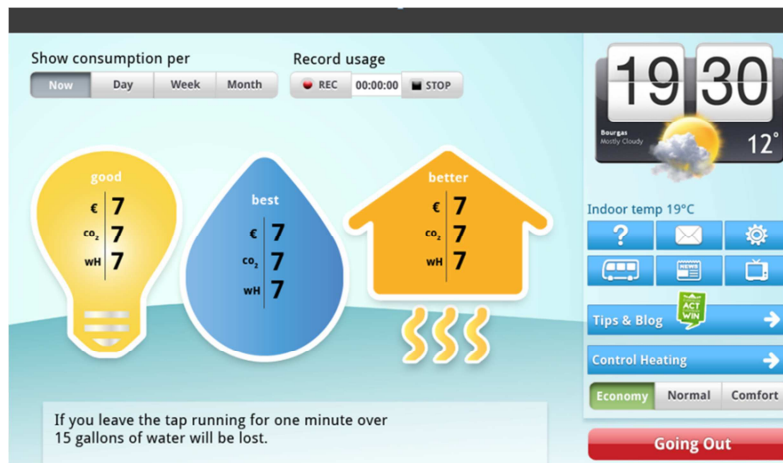 Show consumption per
Now Day Week Month
Record usage
REC 00:00:00 STOP
good
€ 7
co₂ 7
wH 7
best
€ 7
co₂ 7
wH 7
better
€ 7
co₂ 7
wH 7
If you leave the tap running for one minute over
15 gallons of water will be lost.
19 30
Bourgas
Mostly Cloudy
12°
Indoor temp 19°C
?
NEWS
Tips & Blog
ACT
WIN
Control Heating
Economy Normal Comfort
Going Out